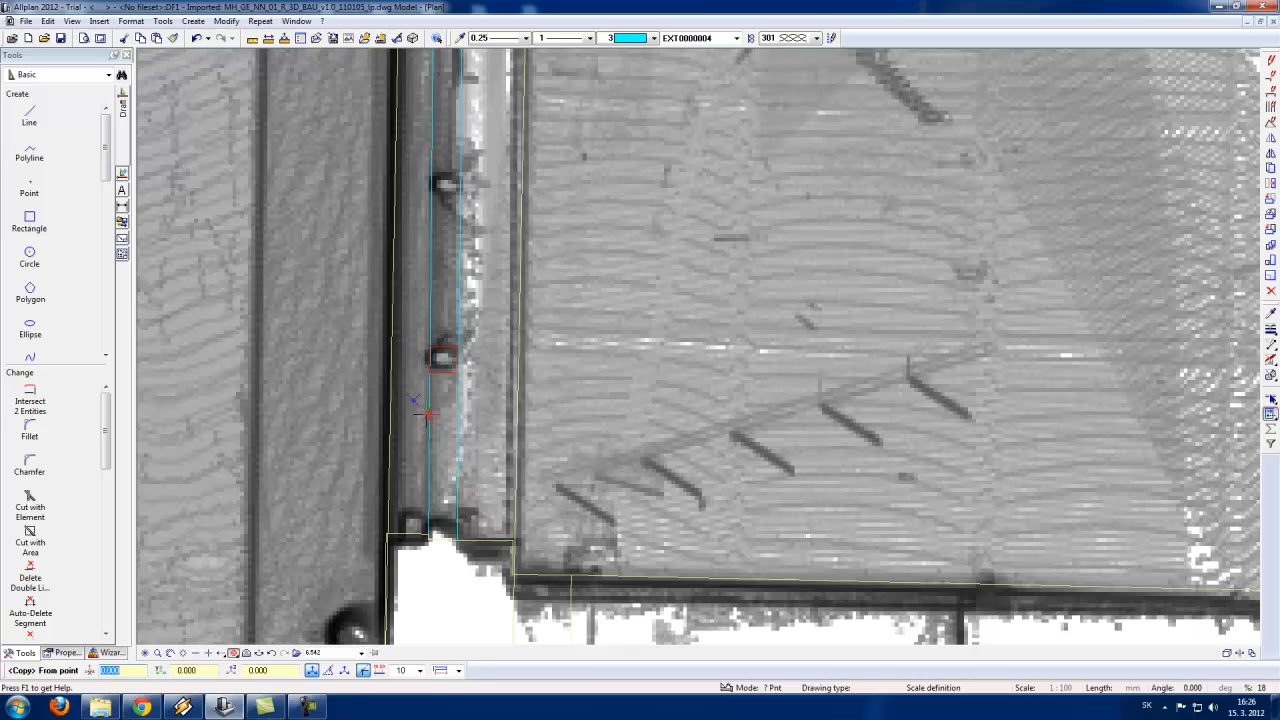 Allplan 2012 - Trial - < > - <No fileset>:DF1 - Imported: MH_GE_NN_01_R_3D_BAU_v1.0_110105_lp.dwg Model - [Plan]
File Edit View Insert Format Tools Create Modify Repeat Window ?
0.25 1 3 EXT0000004 301
Tools
Basic
Create
Draft
Line
Polyline
Point
Rectangle
Circle
Polygon
Ellipse
Change
Intersect
2 Entities
Fillet
Chamfer
Cut with
Element
Cut with
Area
Delete
Double Li...
Auto-Delete
Segment
Tools Prope... Wizar...
6.542
<Copy> From point 0.000 0.000 0.000 10
Press F1 to get Help. Mode: ? Pnt Drawing type: Scale definition Scale: 1 : 100 Length: mm Angle: 0.000 deg %: 18
SK 16:26
15. 3. 2012